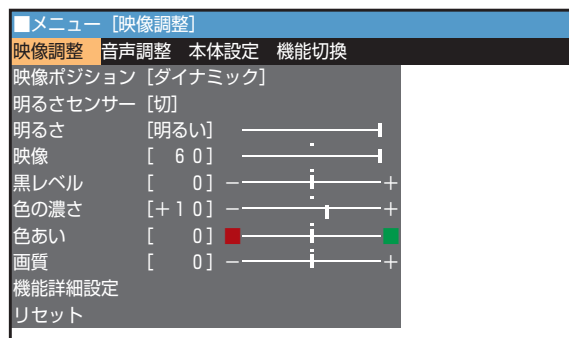 ■メニュー [映像調整]
映像調整 音声調整 本体設定 機能切換
映像ポジション [ダイナミック]
明るさセンサー [切]
明るさ [明るい]
映像 [ 60]
黒レベル [ 0] − +
色の濃さ [+10] − +
色あい [ 0]
画質 [ 0] − +
機能詳細設定
リセット